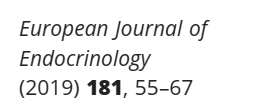 European Journal of
Endocrinology
(2019) 181, 55–67